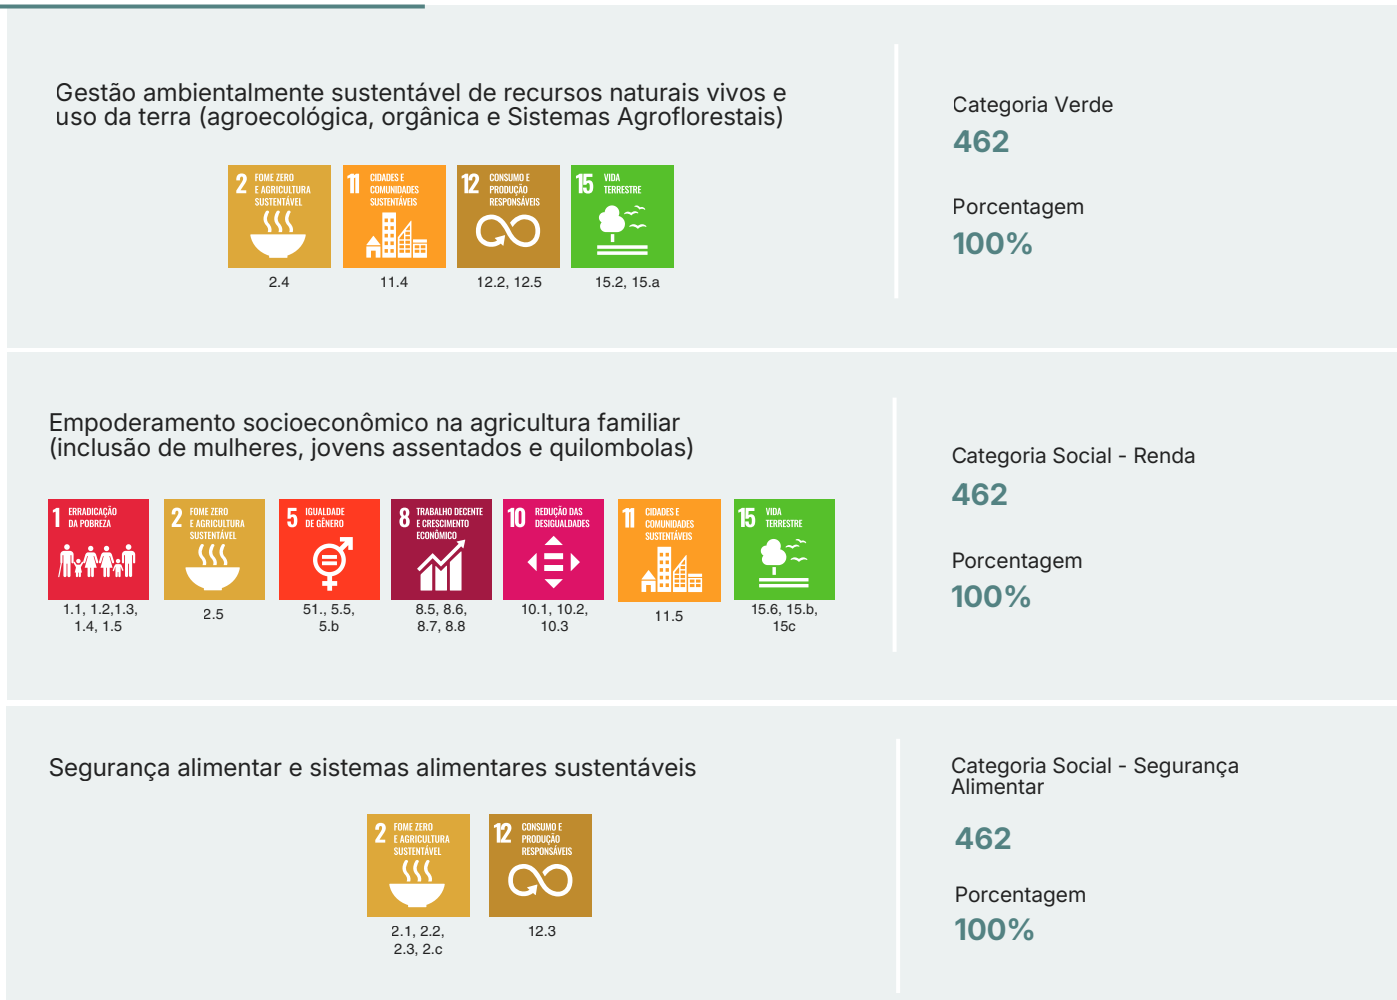 Gestão ambientalmente sustentável de recursos naturais vivos e
uso da terra (agroecológica, orgânica e Sistemas Agroflorestais)
2 FOME ZERO
E AGRICULTURA
SUSTENTÁVEL
2.4
11 CIDADES E
COMUNIDADES
SUSTENTÁVEIS
11.4
12 CONSUMO E
PRODUÇÃO
RESPONSÁVEIS
12.2, 12.5
15 VIDA
TERRESTRE
15.2, 15.a
Categoria Verde
462
Porcentagem
100%
Empoderamento socioeconômico na agricultura familiar
(inclusão de mulheres, jovens assentados e quilombolas)
1 ERRADICAÇÃO
DA POBREZA
1.1, 1.2,1.3,
1.4, 1.5
2 FOME ZERO
E AGRICULTURA
SUSTENTÁVEL
2.5
5 IGUALDADE
DE GÊNERO
51., 5.5,
5.b
8 TRABALHO DECENTE
E CRESCIMENTO
ECONÔMICO
8.5, 8.6,
8.7, 8.8
10 REDUÇÃO DAS
DESIGUALDADES
10.1, 10.2,
10.3
11 CIDADES E
COMUNIDADES
SUSTENTÁVEIS
11.5
15 VIDA
TERRESTRE
15.6, 15.b,
15c
Categoria Social - Renda
462
Porcentagem
100%
Segurança alimentar e sistemas alimentares sustentáveis
2 FOME ZERO
E AGRICULTURA
SUSTENTÁVEL
2.1, 2.2,
2.3, 2.c
12 CONSUMO E
PRODUÇÃO
RESPONSÁVEIS
12.3
Categoria Social - Segurança
Alimentar
462
Porcentagem
100%